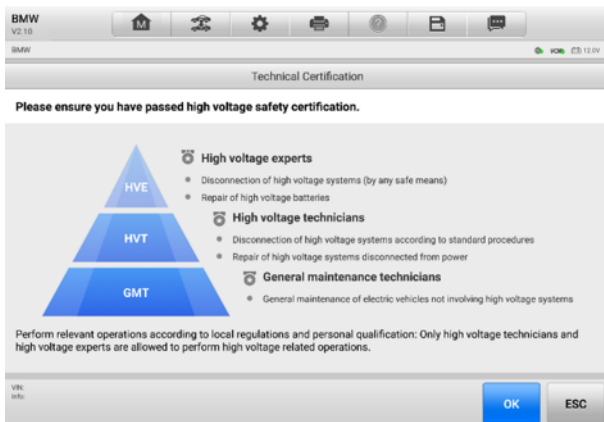 BMW
V2.10
M
?
BMW
VCMI 12.0V
Technical Certification
Please ensure you have passed high voltage safety certification.
HVE
High voltage experts
Disconnection of high voltage systems (by any safe means)
Repair of high voltage batteries
HVT
High voltage technicians
Disconnection of high voltage systems according to standard procedures
Repair of high voltage systems disconnected from power
GMT
General maintenance technicians
General maintenance of electric vehicles not involving high voltage systems
Perform relevant operations according to local regulations and personal qualification: Only high voltage technicians and
high voltage experts are allowed to perform high voltage related operations.
VIN:
Info:
OK
ESC